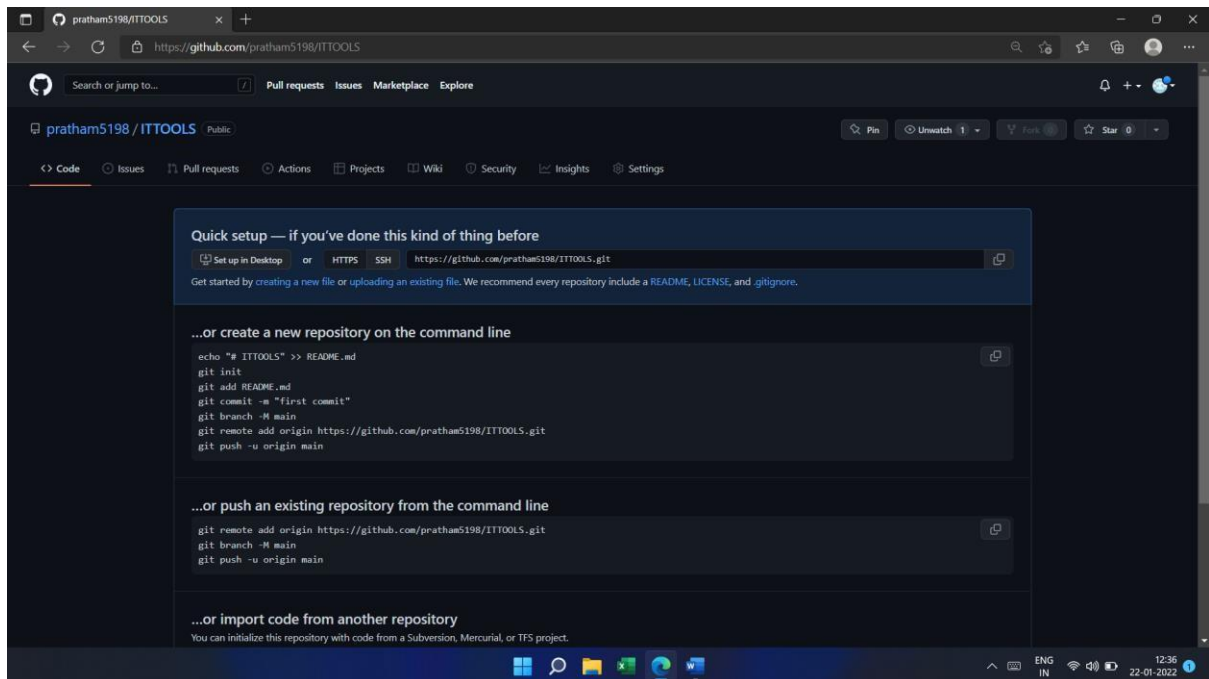 pratham5198/ITTOOLS
https://github.com/pratham5198/ITTOOLS
Search or jump to... / Pull requests Issues Marketplace Explore
pratham5198 / ITTOOLS Public
Pin Unwatch 1 Fork 0 Star 0
<> Code Issues Pull requests Actions Projects Wiki Security Insights Settings
Quick setup — if you've done this kind of thing before
Set up in Desktop or HTTPS SSH https://github.com/pratham5198/ITTOOLS.git
Get started by creating a new file or uploading an existing file. We recommend every repository include a README, LICENSE, and .gitignore.
...or create a new repository on the command line
echo "# ITTOOLS" >> README.md
git init
git add README.md
git commit -m "first commit"
git branch -M main
git remote add origin https://github.com/pratham5198/ITTOOLS.git
git push -u origin main
...or push an existing repository from the command line
git remote add origin https://github.com/pratham5198/ITTOOLS.git
git branch -M main
git push -u origin main
...or import code from another repository
You can initialize this repository with code from a Subversion, Mercurial, or TFS project.
ENG
IN
12:36
22-01-2022
1